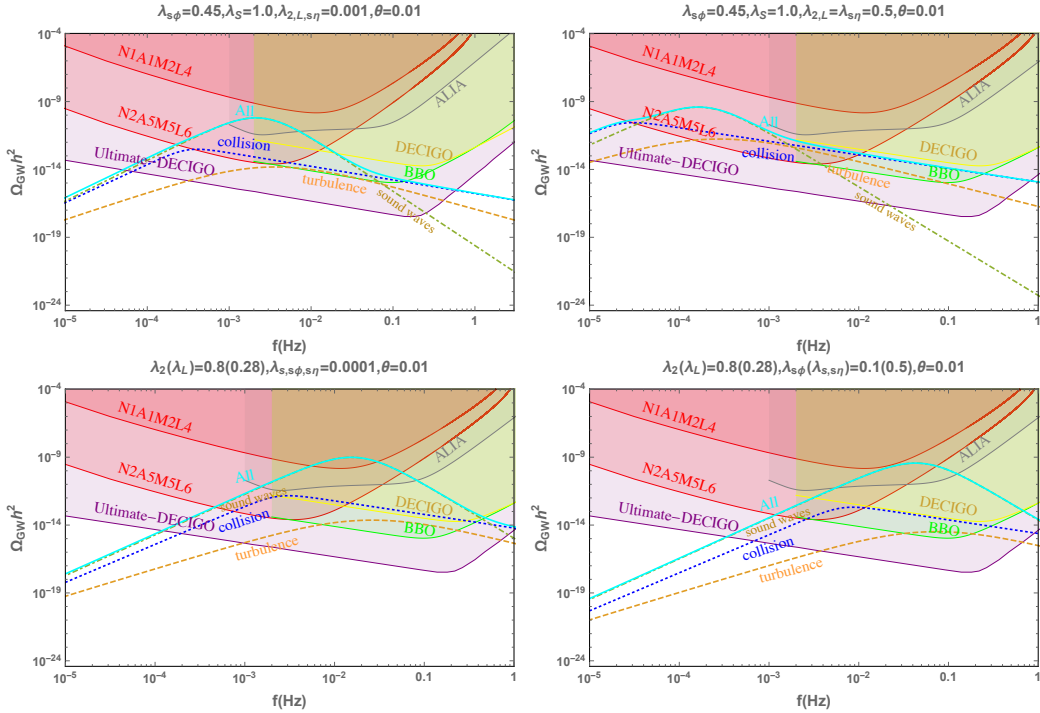 λsϕ=0.45,λS=1.0,λ2,L,sη=0.001,θ=0.01
10⁻⁴
10⁻⁹
10⁻¹⁴
10⁻¹⁹
10⁻²⁴
ΩGWh²
N1A1M2L4
ALIA
All
N2A5M5L6
collision
DECIGO
Ultimate-DECIGO
BBO
turbulence
sound waves
10⁻⁵
10⁻⁴
10⁻³
10⁻²
0.1
1
f(Hz)
λsϕ=0.45,λS=1.0,λ2,L=λsη=0.5,θ=0.01
10⁻⁴
10⁻⁹
10⁻¹⁴
10⁻¹⁹
10⁻²⁴
ΩGWh²
N1A1M2L4
ALIA
N2A5M5L6
All
DECIGO
collision
Ultimate-DECIGO
BBO
turbulence
sound waves
10⁻⁵
10⁻⁴
10⁻³
10⁻²
0.1
1
f(Hz)
λ2(λL)=0.8(0.28),λs,sϕ,sη=0.0001,θ=0.01
10⁻⁴
10⁻⁹
10⁻¹⁴
10⁻¹⁹
10⁻²⁴
ΩGWh²
N1A1M2L4
ALIA
All
N2A5M5L6
sound waves
DECIGO
Ultimate-DECIGO
collision
BBO
turbulence
10⁻⁵
10⁻⁴
10⁻³
10⁻²
0.1
1
f(Hz)
λ2(λL)=0.8(0.28),λsϕ(λs,sη)=0.1(0.5),θ=0.01
10⁻⁴
10⁻⁹
10⁻¹⁴
10⁻¹⁹
10⁻²⁴
ΩGWh²
N1A1M2L4
ALIA
N2A5M5L6
All
DECIGO
Ultimate-DECIGO
sound waves
BBO
collision
turbulence
10⁻⁵
10⁻⁴
10⁻³
10⁻²
0.1
1
f(Hz)